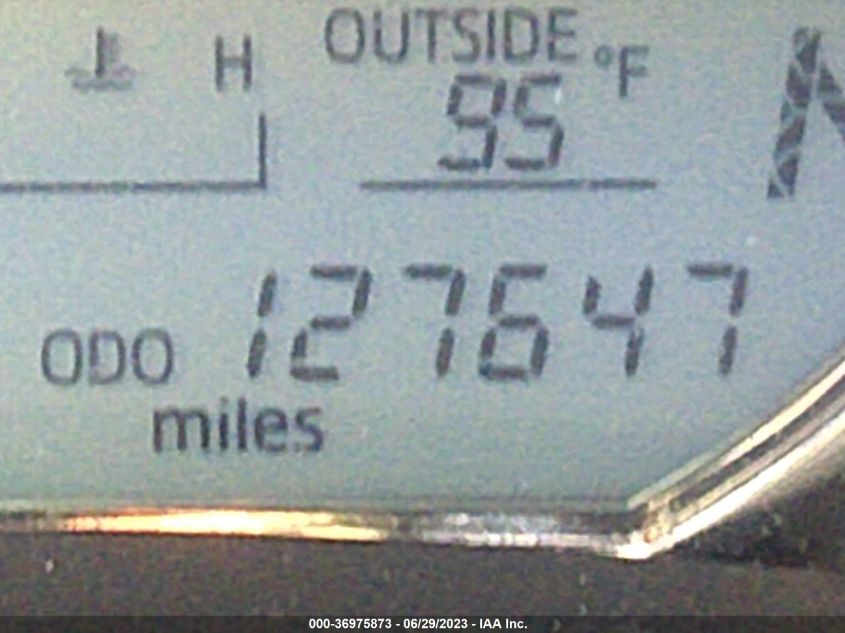 H
OUTSIDE
95 °F
N
ODO 127647
miles
000-36975873 - 06/29/2023 - IAA Inc.